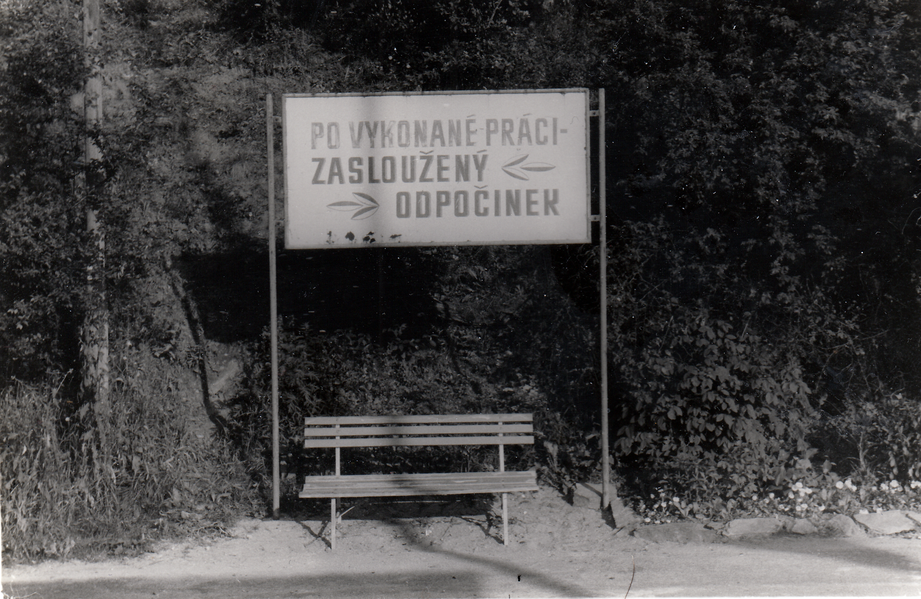 PO VYKONANÉ PRÁCI-
ZASLOUŽENÝ
ODPOČINEK